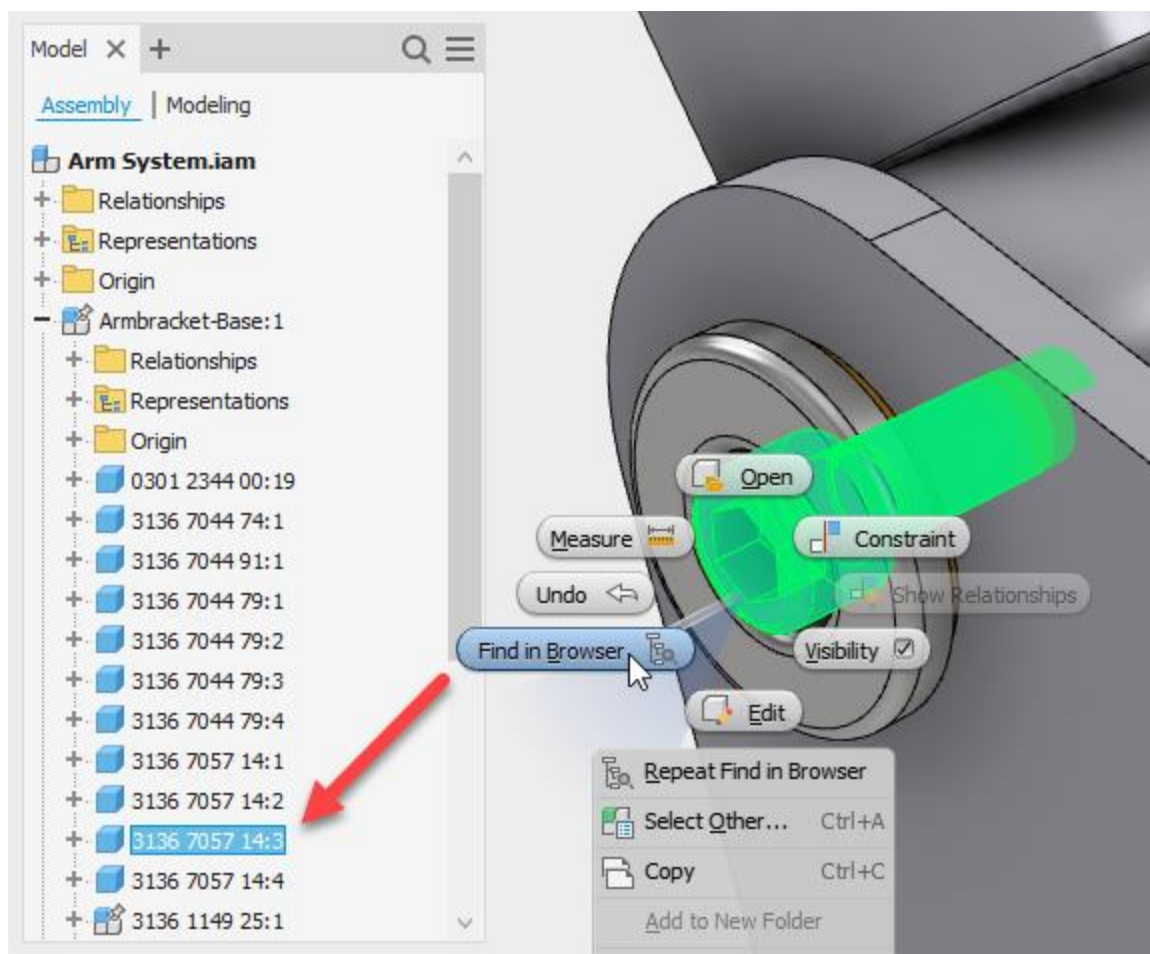 Model
Assembly | Modeling
Arm System.iam
Relationships
Representations
Origin
Armbracket-Base:1
Relationships
Representations
Origin
0301 2344 00:19
3136 7044 74:1
3136 7044 91:1
3136 7044 79:1
3136 7044 79:2
3136 7044 79:3
3136 7044 79:4
3136 7057 14:1
3136 7057 14:2
3136 7057 14:3
3136 7057 14:4
3136 1149 25:1
Open
Measure
Constraint
Undo
Show Relationships
Find in Browser
Visibility
Edit
Repeat Find in Browser
Select Other... Ctrl+A
Copy Ctrl+C
Add to New Folder